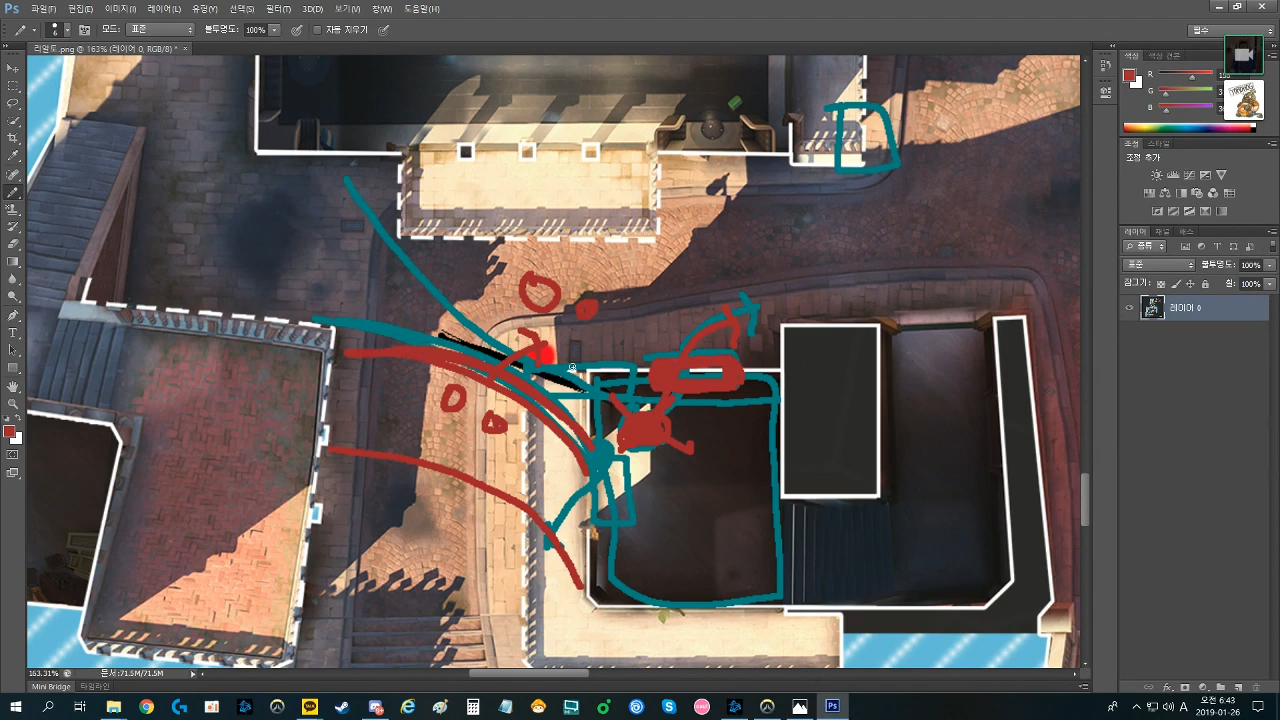 Ps 파일(F) 편집(E) 이미지(I) 레이어(L) 유형(Y) 선택(S) 필터(T) 3D(D) 보기(V) 창(W) 도움말(H)
6 모드: 표준 불투명도: 100% 자동 지우기 필수
리얼토.png @ 163% (레이어 0, RGB/8) *
색상 색상 견본
R
G
B
조정 스타일
조정 추가
레이어 채널 패스
종류
표준 불투명도: 100%
잠그기: 칠: 100%
레이어 0
163.31% 문서:71.5M/71.5M
Mini Bridge 타임라인
A 오전 6:43
2019-01-26
Ps